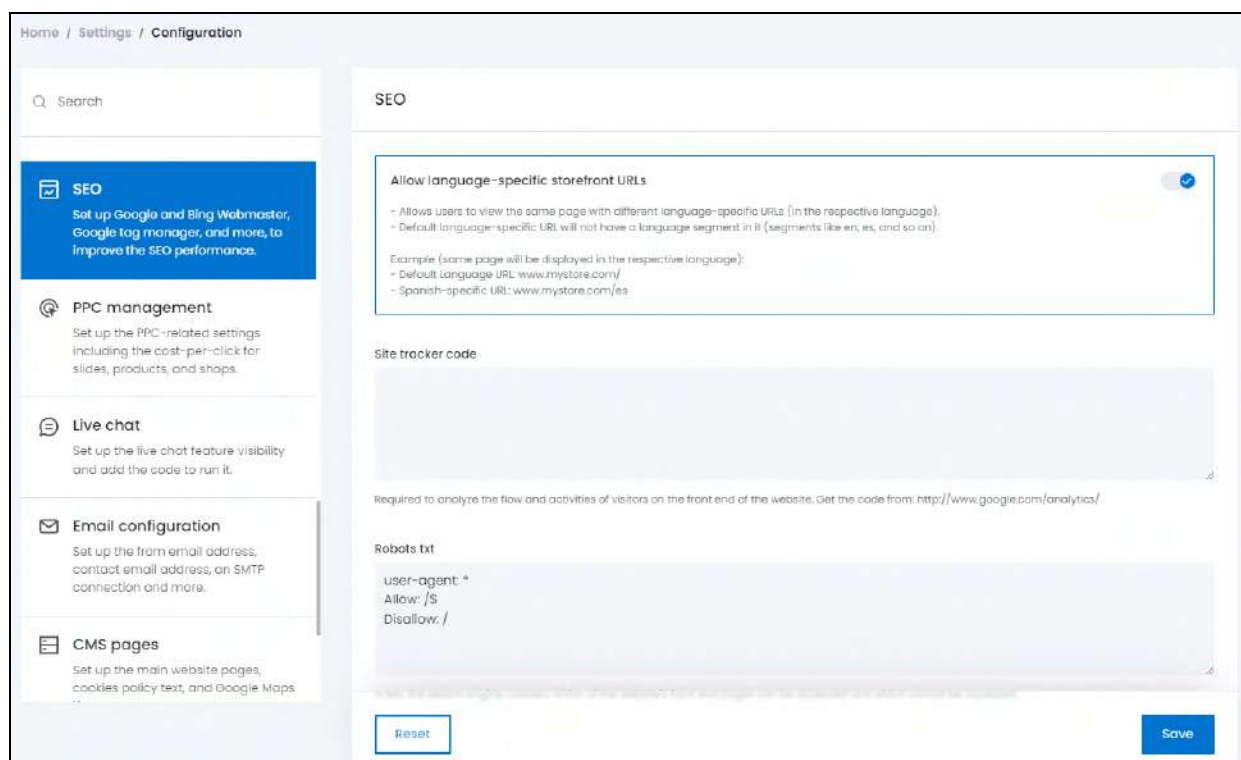 Home / Settings / Configuration
Search
SEO
Set up Google and Bing Webmaster,
Google tag manager, and more, to
improve the SEO performance.
PPC management
Set up the PPC-related settings
including the cost-per-click for
slides, products, and shops.
Live chat
Set up the live chat feature visibility
and add the code to run it.
Email configuration
Set up the from email address,
contact email address, an SMTP
connection and more.
CMS pages
Set up the main website pages,
cookies policy text, and Google Maps
SEO
Allow language-specific storefront URLs
- Allows users to view the same page with different language-specific URLs (in the respective language).
- Default language-specific URL will not have a language segment in it (segments like en, es, and so on).
Example (same page will be displayed in the respective language):
- Default Language URL: www.mystore.com/
- Spanish-specific URL: www.mystore.com/es
Site tracker code
Required to analyze the flow and activities of visitors on the front end of the website. Get the code from: http://www.google.com/analytics/
Robots txt
user-agent: *
Allow: /S
Disallow: /
Reset
Save